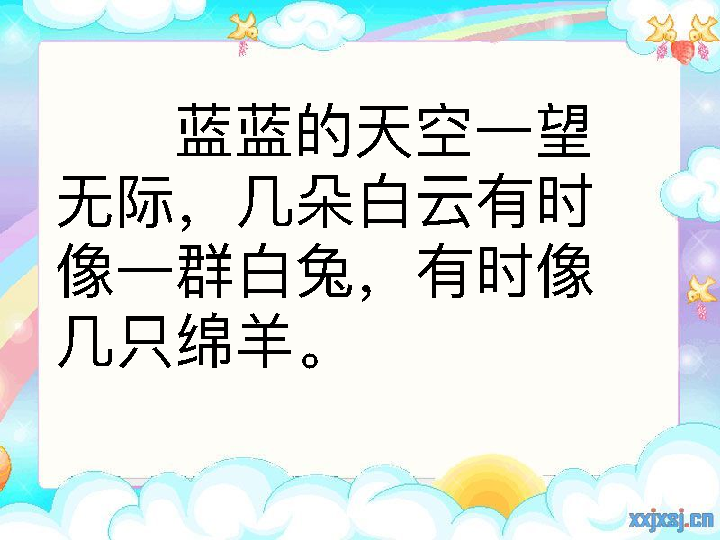 蓝蓝的天空一望
无际，几朵白云有时
像一群白兔，有时像
几只绵羊。
xxjxsj.cn